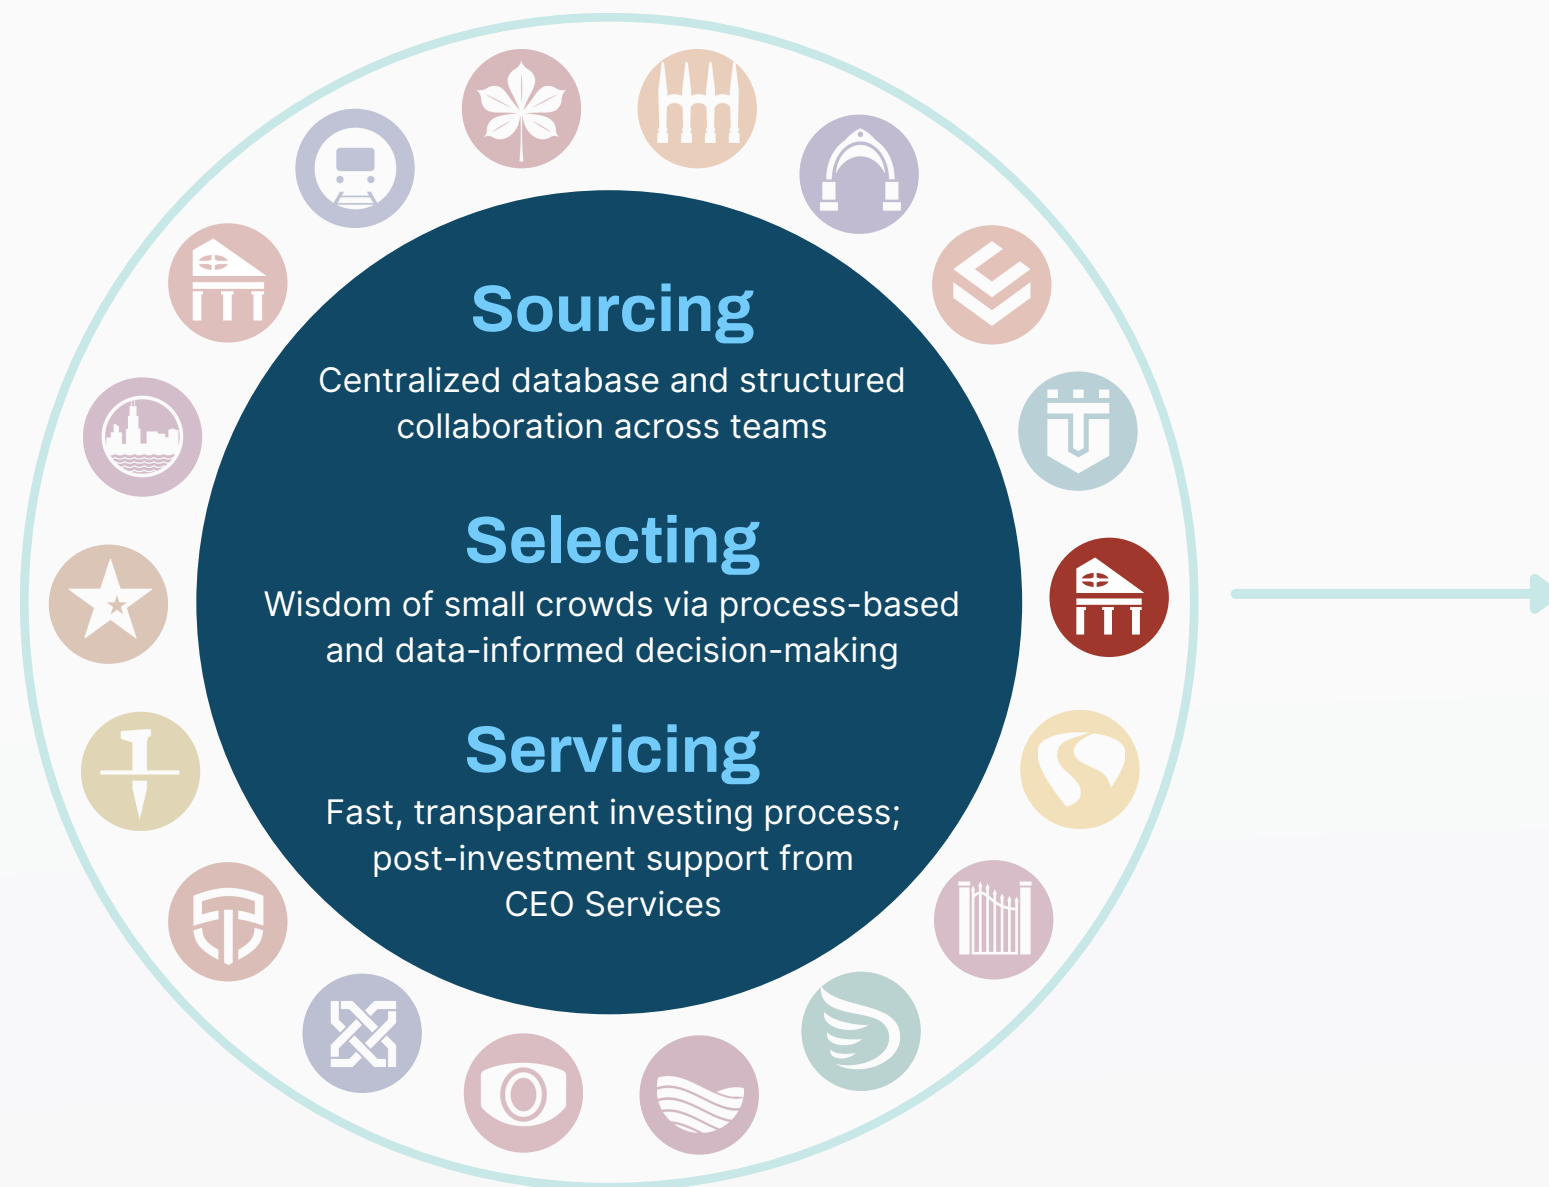 Sourcing
Centralized database and structured
collaboration across teams
Selecting
Wisdom of small crowds via process-based
and data-informed decision-making
Servicing
Fast, transparent investing process;
post-investment support from
CEO Services